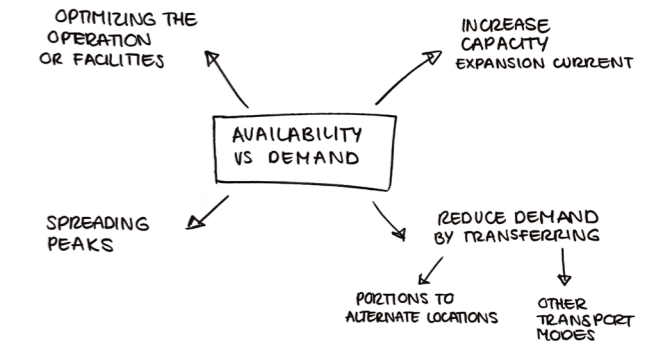 OPTIMIZING THE
OPERATION
OR FACILITIES
INCREASE
CAPACITY
EXPANSION CURRENT
AVAILABILITY
VS DEMAND
SPREADING
PEAKS
REDUCE DEMAND
BY TRANSFERRING
PORTIONS TO
ALTERNATE LOCATIONS
OTHER
TRANSPORT
MODES